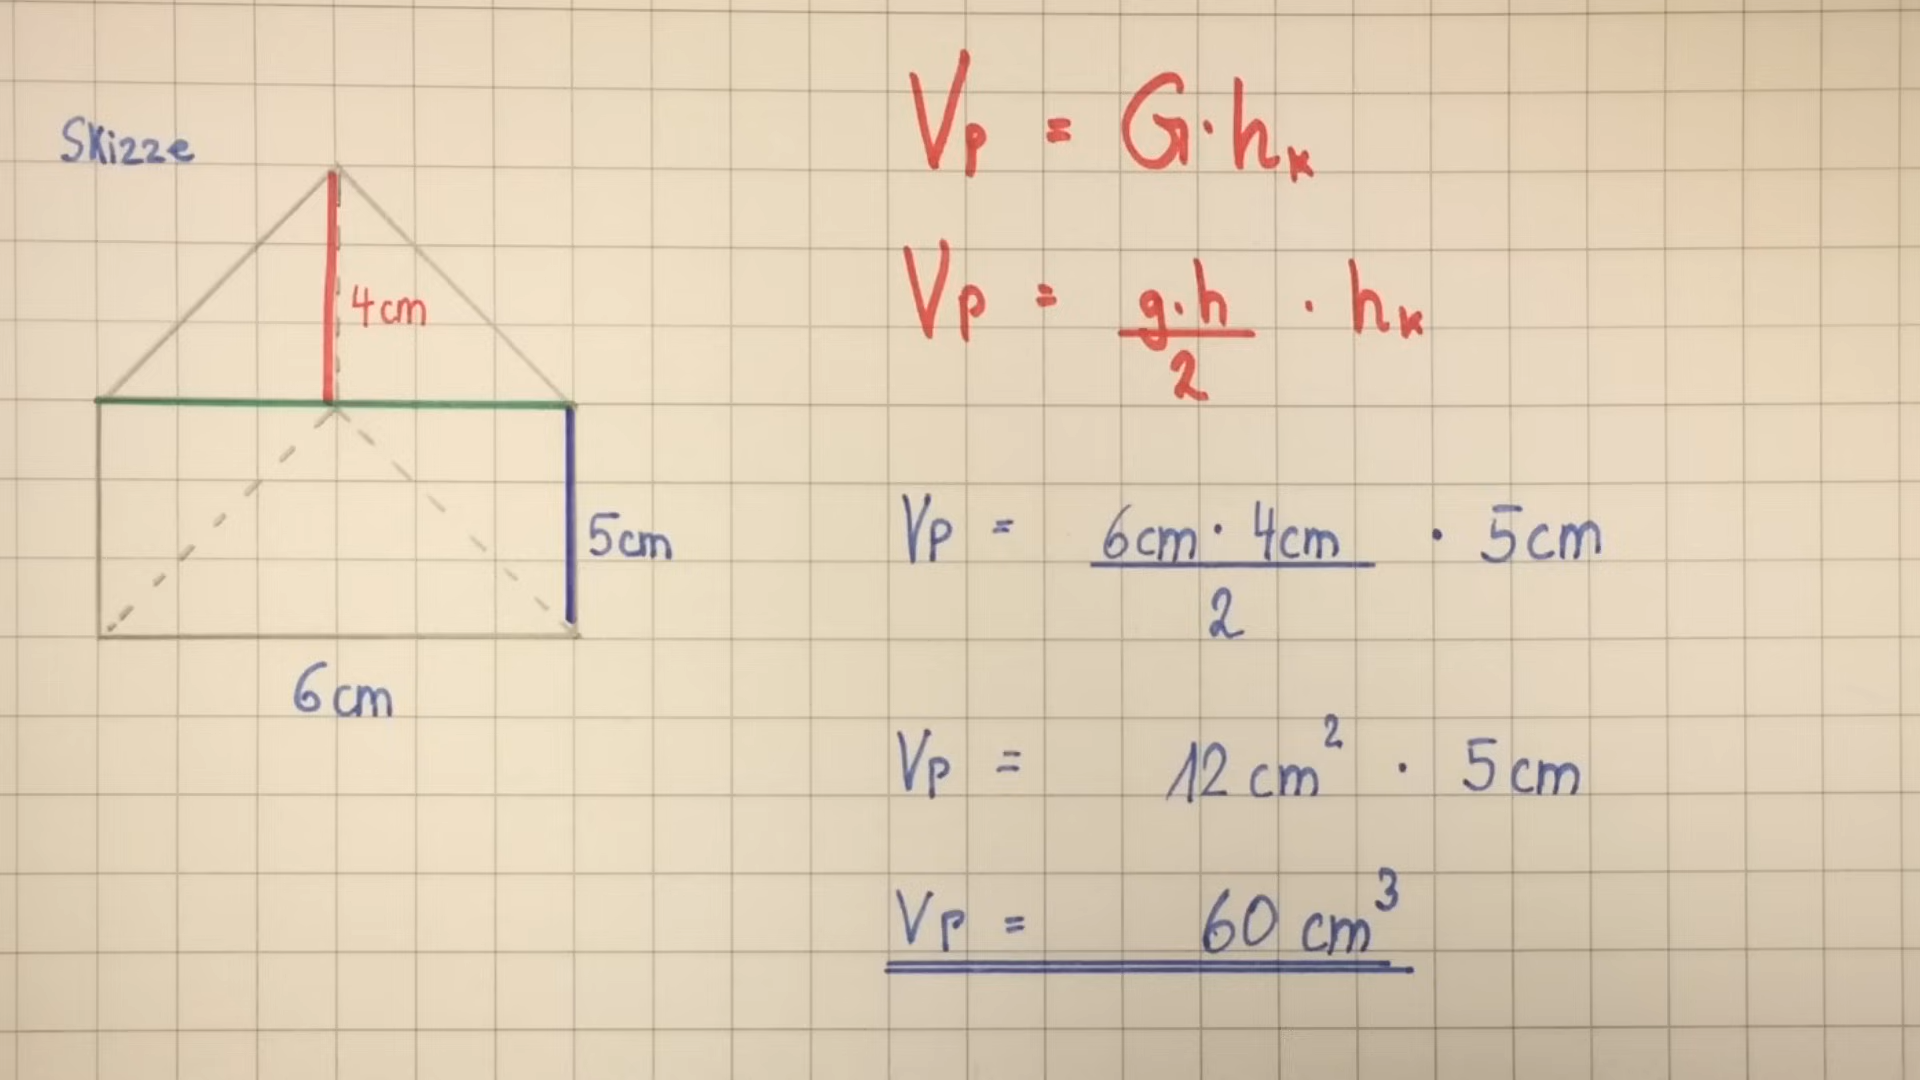 Skizze
4cm
5cm
6cm
Vp = G · hₖ
Vp = g·h/2 · hₖ
Vp = 6cm · 4cm/2 · 5cm
Vp = 12 cm² · 5cm
Vp = 60 cm³